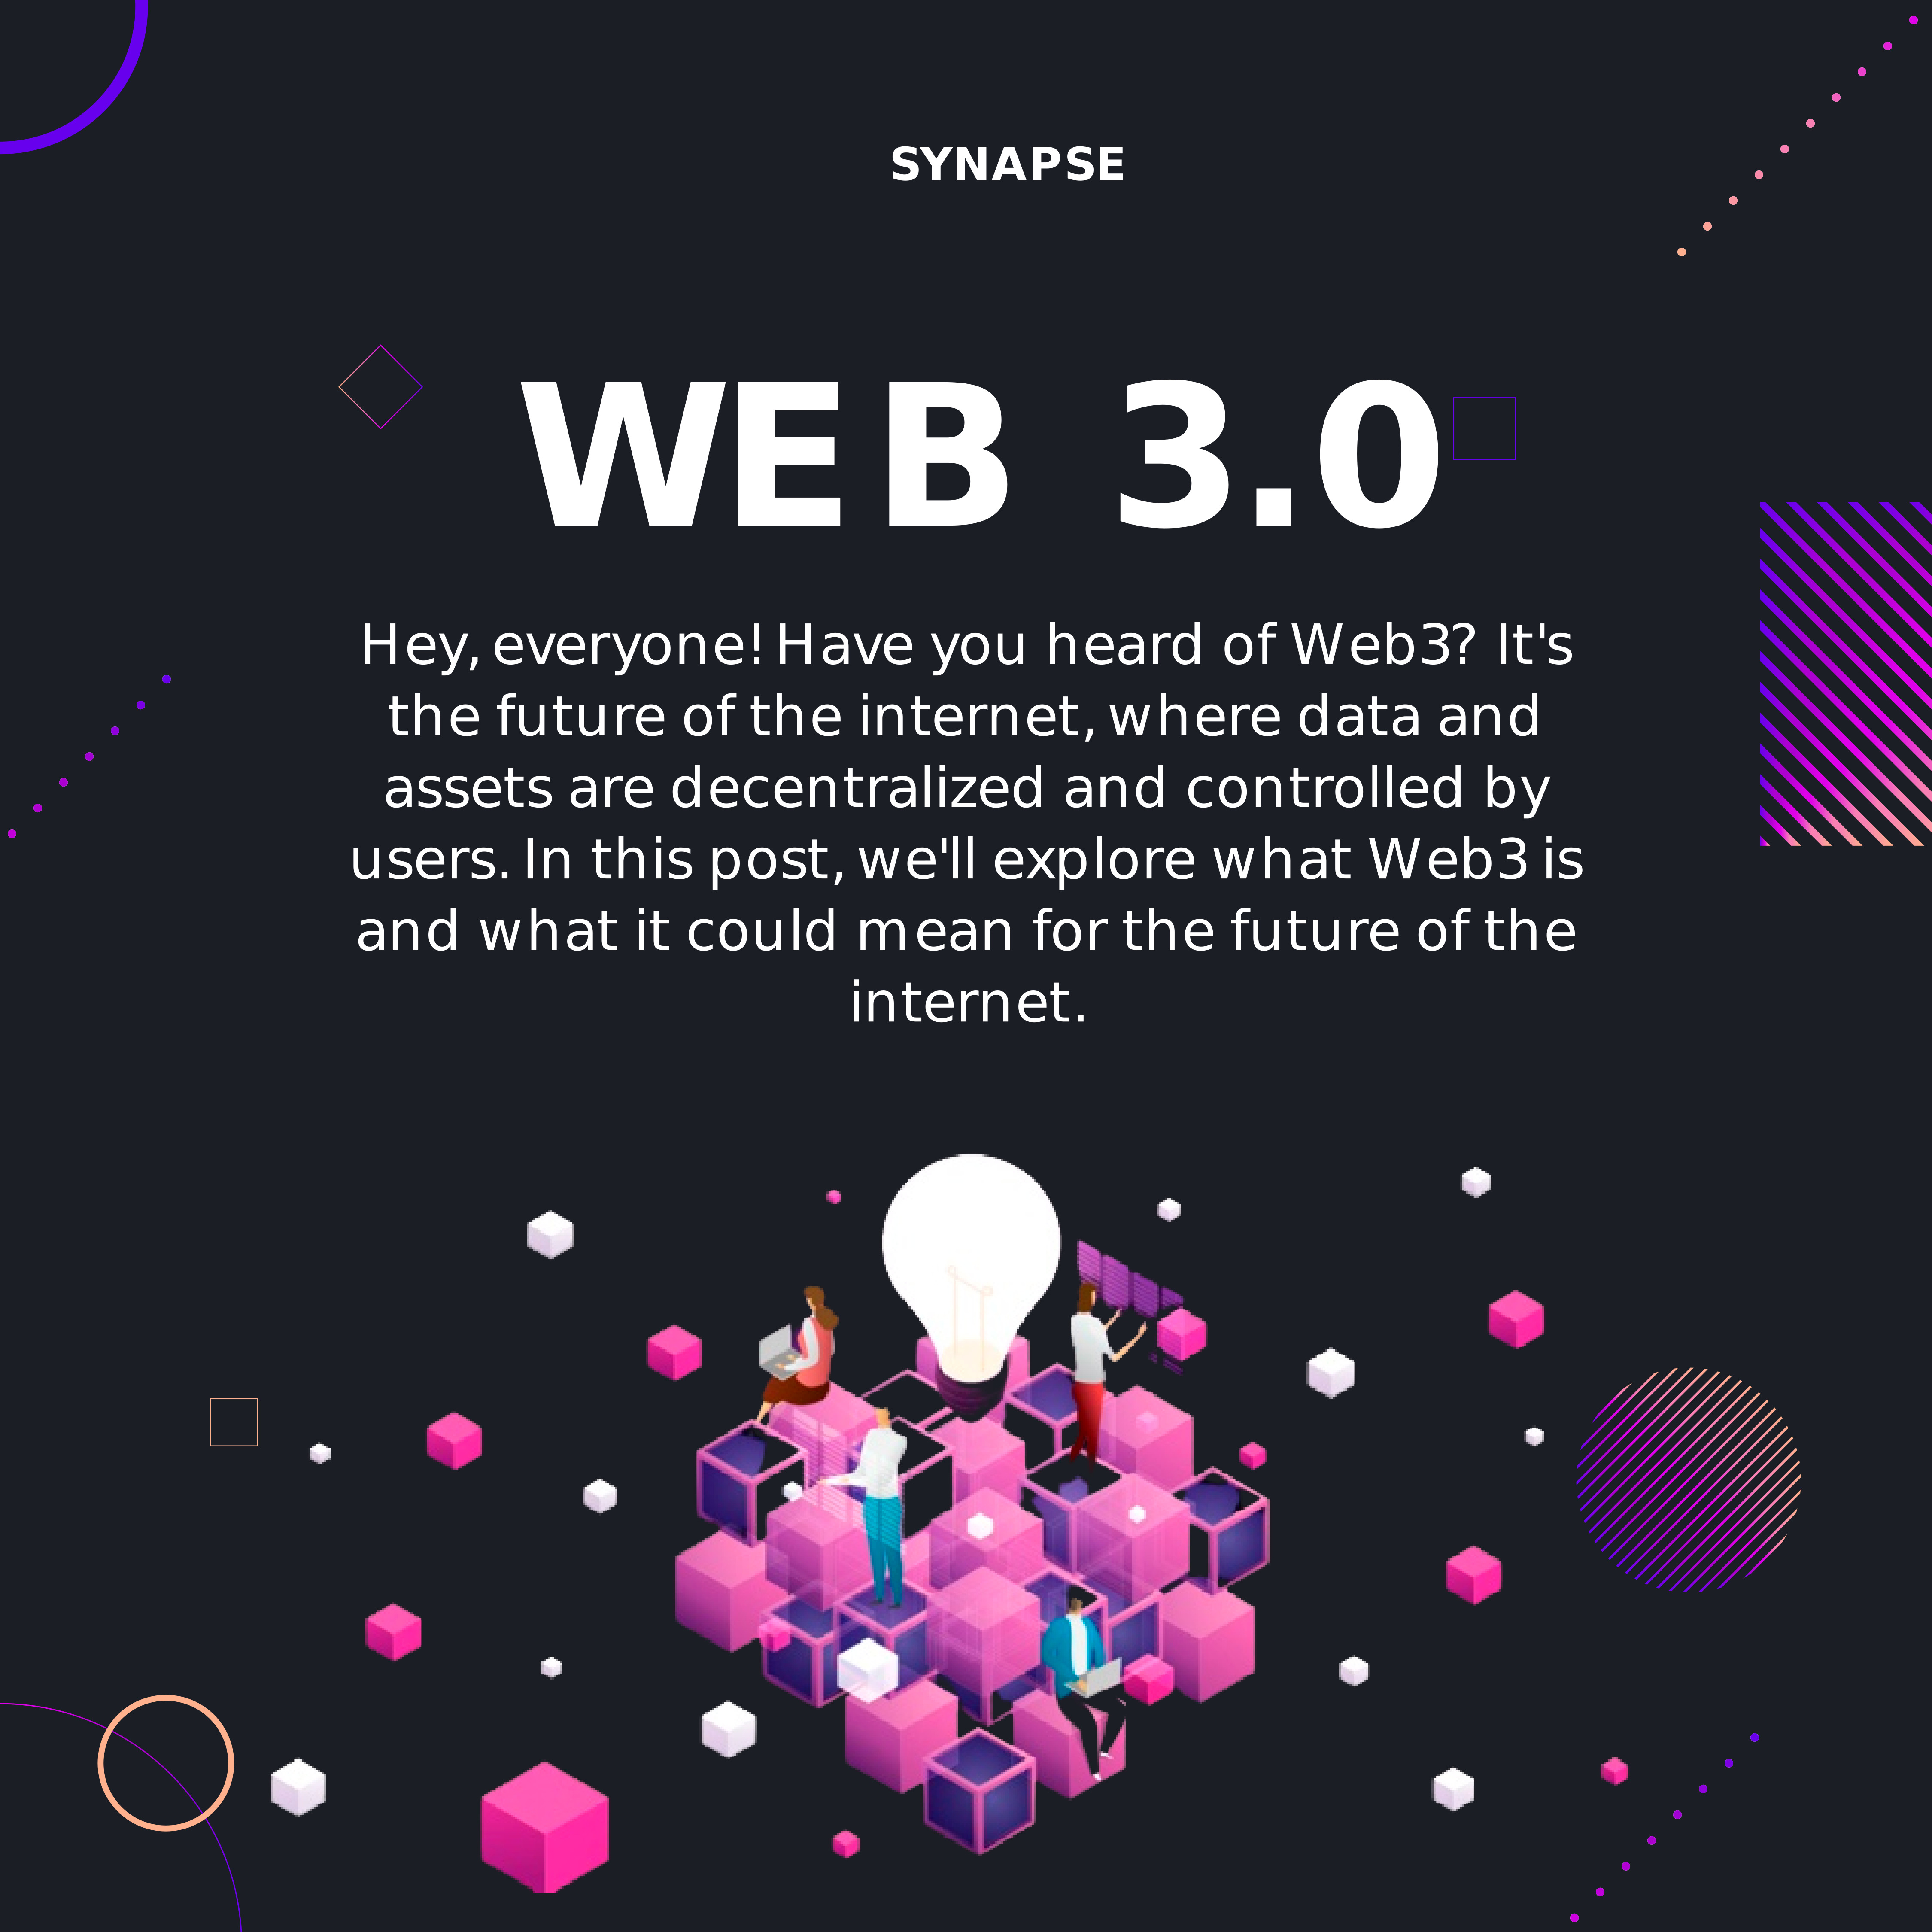 SYNAPSE
WEB 3.0
Hey, everyone! Have you heard of Web3? It's
the future of the internet, where data and
assets are decentralized and controlled by
users. In this post, we'll explore what Web3 is
and what it could mean for the future of the
internet.